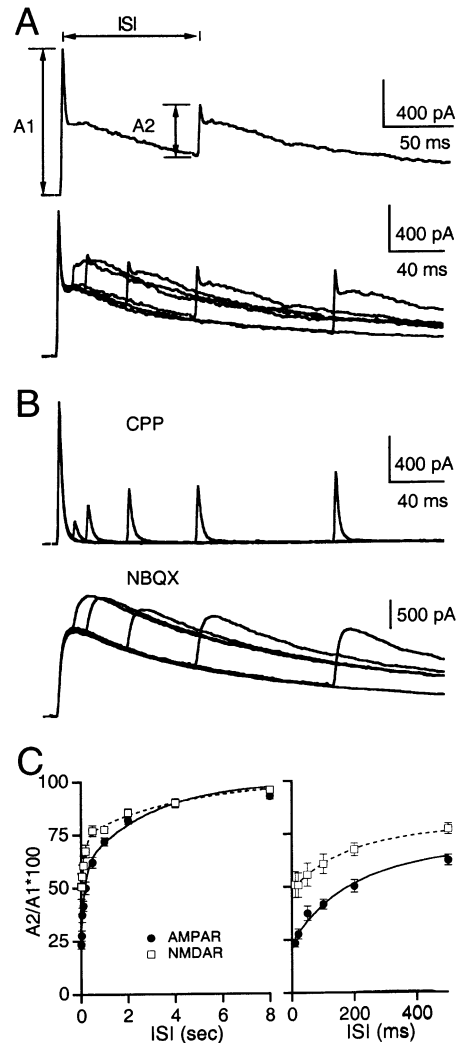 A
ISI
A1
A2
400 pA
50 ms
400 pA
40 ms
B
CPP
400 pA
40 ms
NBQX
500 pA
C
A2/A1*100
100
75
50
25
0
AMPAR
NMDAR
0 2 4 6 8
ISI (sec)
0 200 400
ISI (ms)